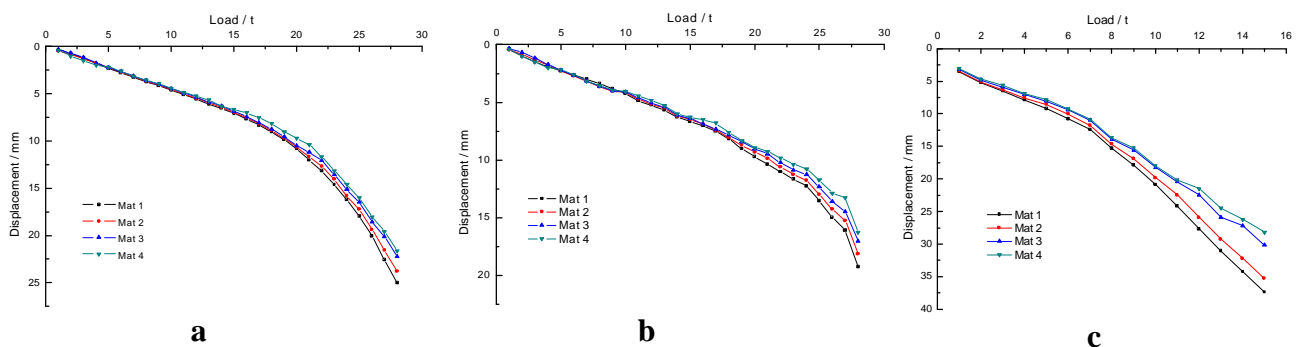 Load / t
0 5 10 15 20 25 30
0
5
10
15
20
25
Displacement / mm
Mat 1
Mat 2
Mat 3
Mat 4
a
Load / t
0 5 10 15 20 25 30
0
5
10
15
20
Displacement / mm
Mat 1
Mat 2
Mat 3
Mat 4
b
Load / t
0 2 4 6 8 10 12 14 16
0
5
10
15
20
25
30
35
40
Displacement / mm
Mat 1
Mat 2
Mat 3
Mat 4
c